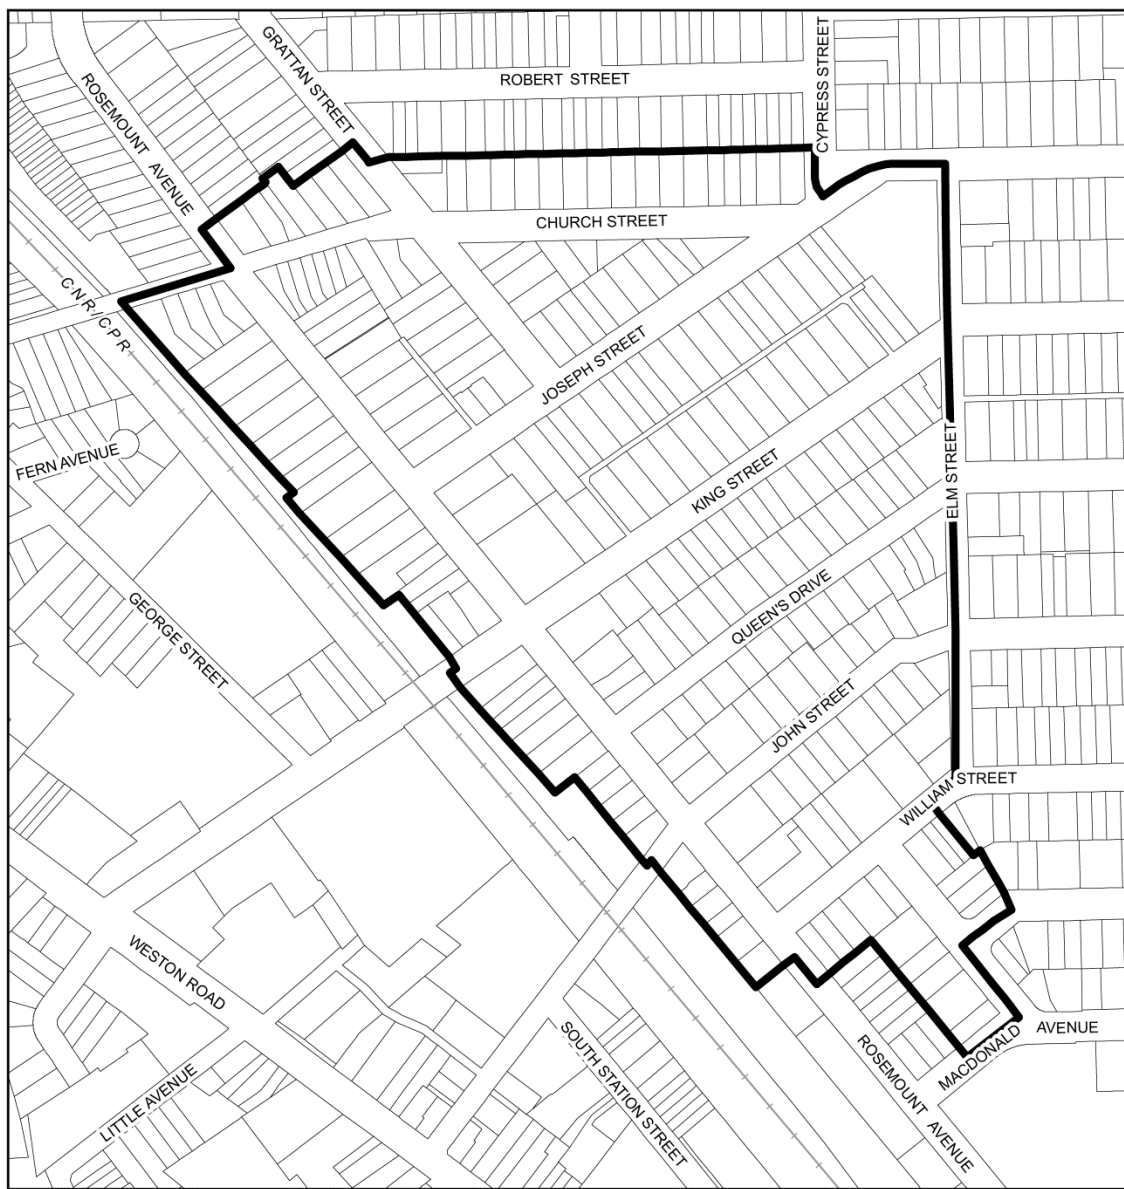 GRATTAN STREET
CYPRESS STREET
ROBERT STREET
ROSEMOUNT AVENUE
CHURCH STREET
C N R / C P R
JOSEPH STREET
FERN AVENUE
KING STREET
ELM STREET
QUEEN'S DRIVE
GEORGE STREET
JOHN STREET
WILLIAM STREET
WESTON ROAD
SOUTH STATION STREET
ROSEMOUNT AVENUE
MACDONALD AVENUE
LITTLE AVENUE